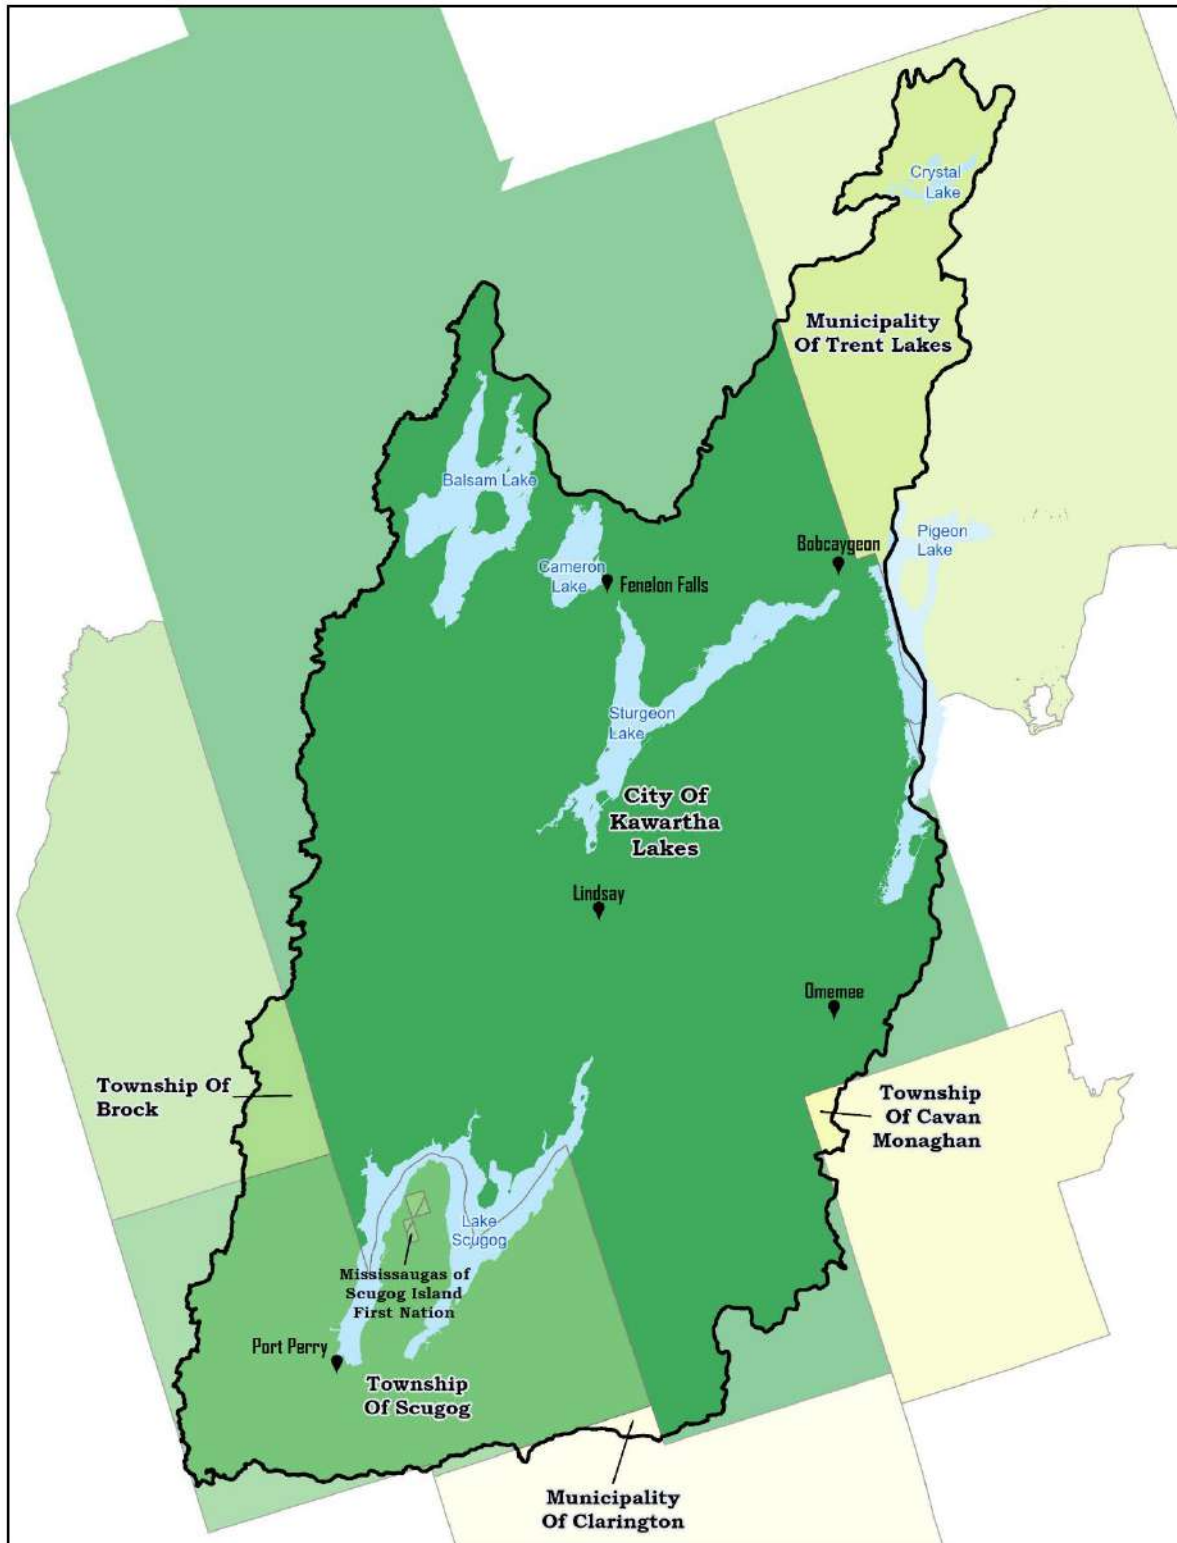 Crystal
Lake
Municipality
Of Trent Lakes
Balsam Lake
Pigeon
Lake
Bobcaygeon
Cameron
Lake
Fenelon Falls
Sturgeon
Lake
City Of
Kawartha
Lakes
Lindsay
Omemee
Township Of
Brock
Township
Of Cavan
Monaghan
Lake
Scugog
Mississaugas of
Scugog Island
First Nation
Port Perry
Township
Of Scugog
Municipality
Of Clarington